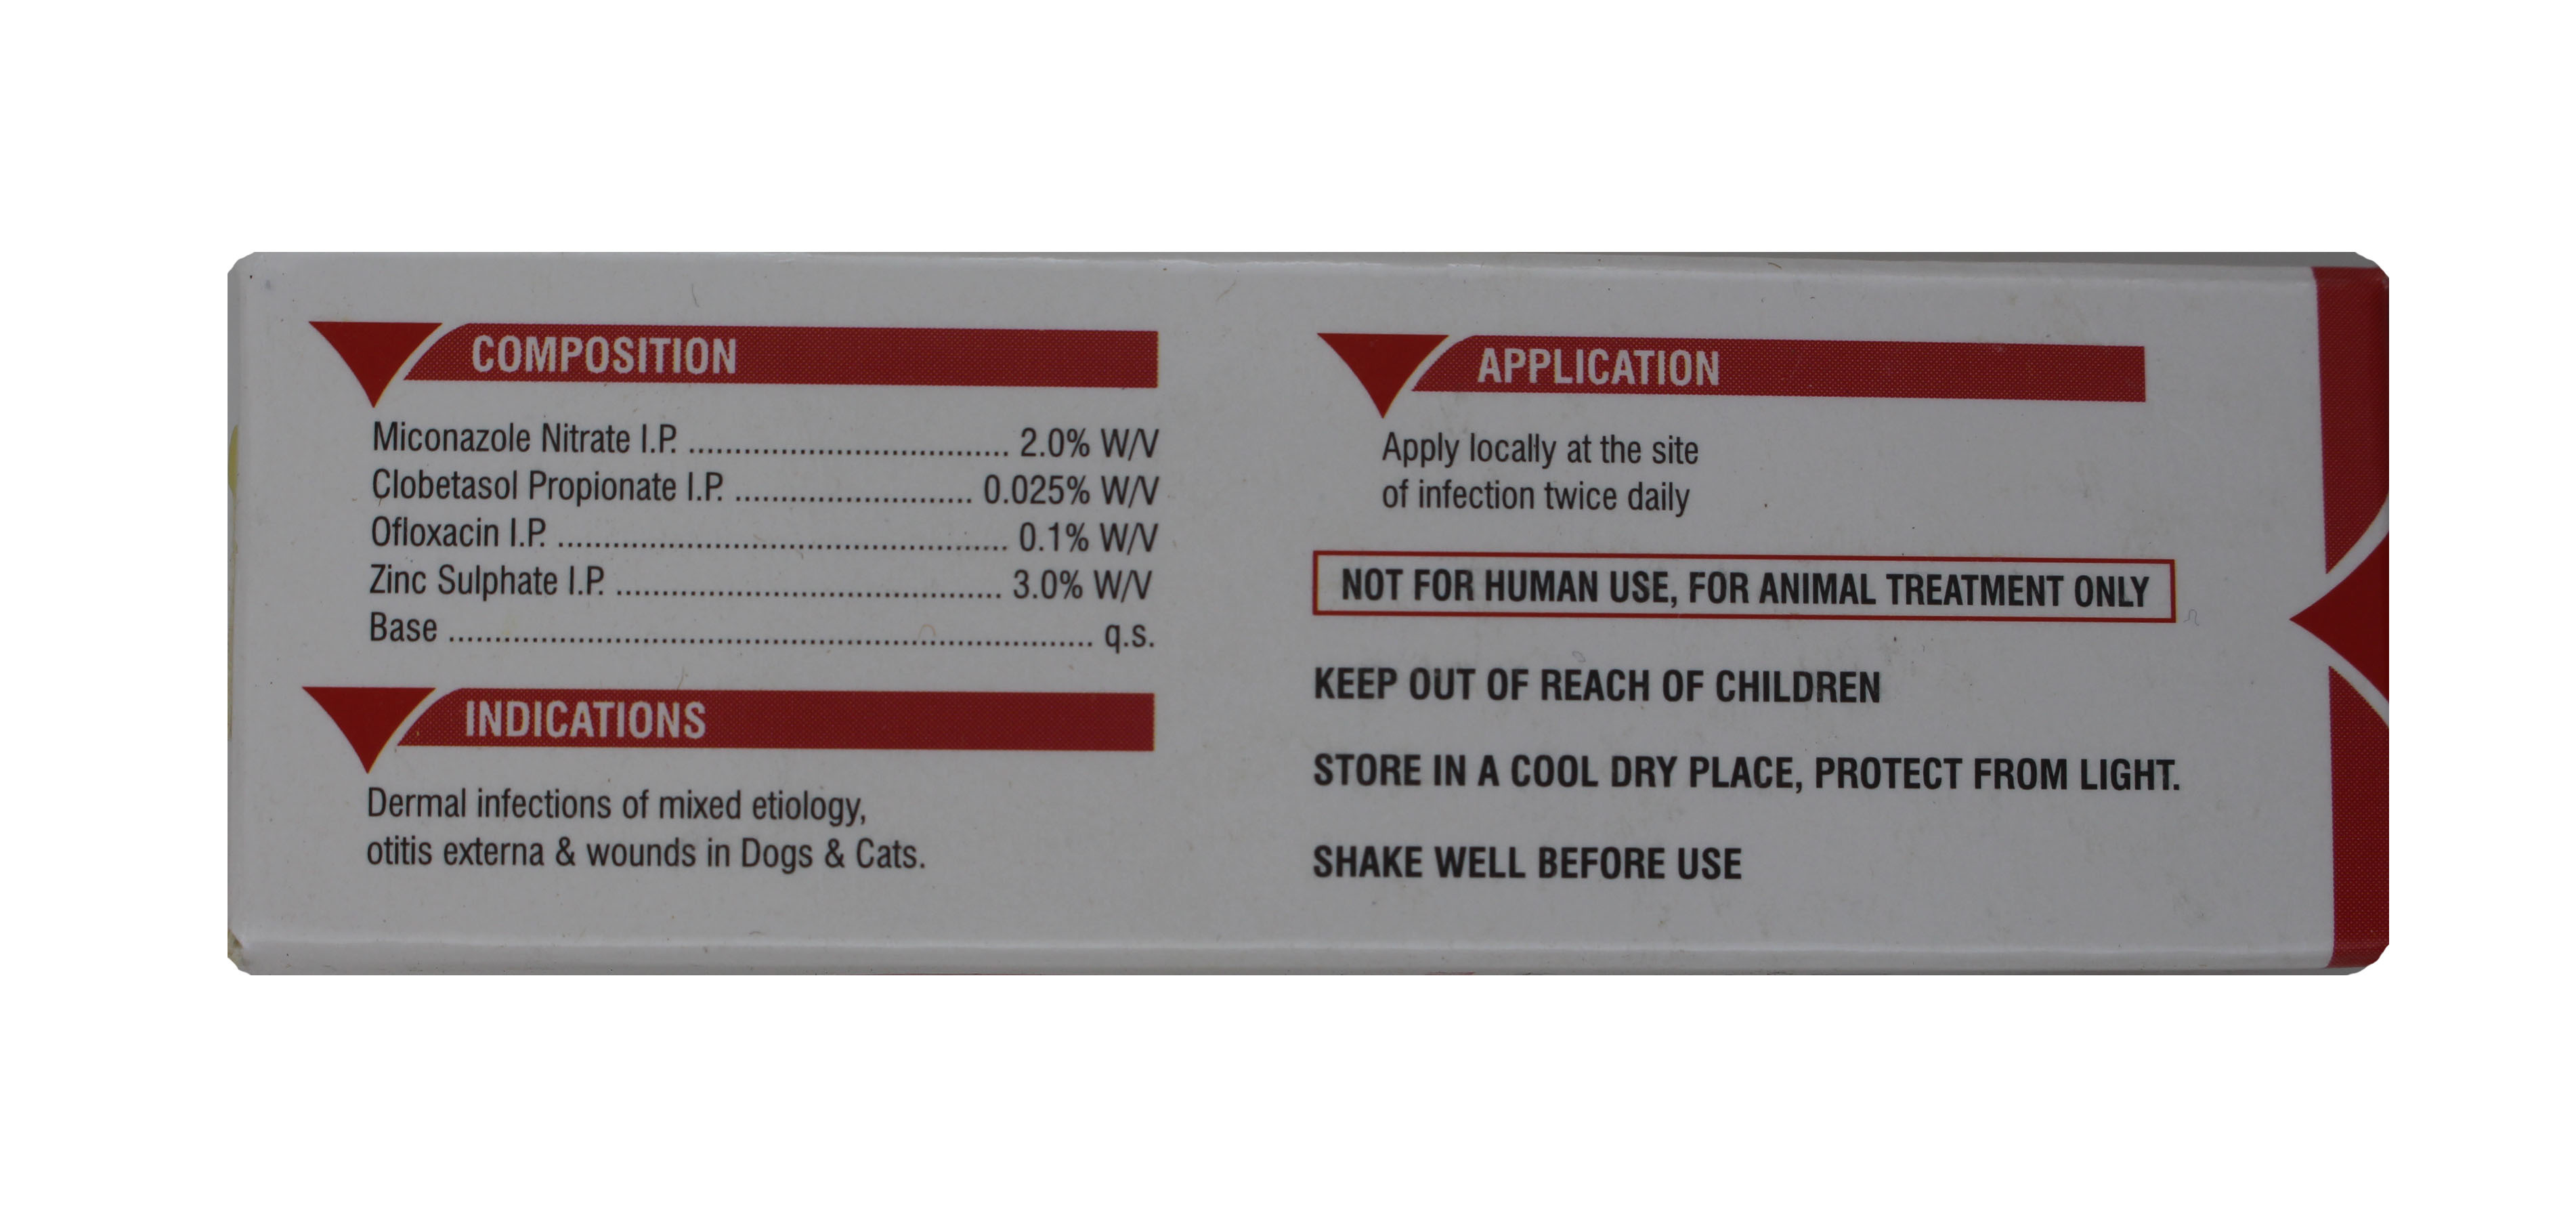 COMPOSITION
Miconazole Nitrate I.P. ................................... 2.0% W/V
Clobetasol Propionate I.P. .......................... 0.025% W/V
Ofloxacin I.P. ................................................. 0.1% W/V
Zinc Sulphate I.P. .......................................... 3.0% W/V
Base ...................................................................... q.s.
INDICATIONS
Dermal infections of mixed etiology,
otitis externa & wounds in Dogs & Cats.
APPLICATION
Apply locally at the site
of infection twice daily
NOT FOR HUMAN USE, FOR ANIMAL TREATMENT ONLY
KEEP OUT OF REACH OF CHILDREN
STORE IN A COOL DRY PLACE, PROTECT FROM LIGHT.
SHAKE WELL BEFORE USE